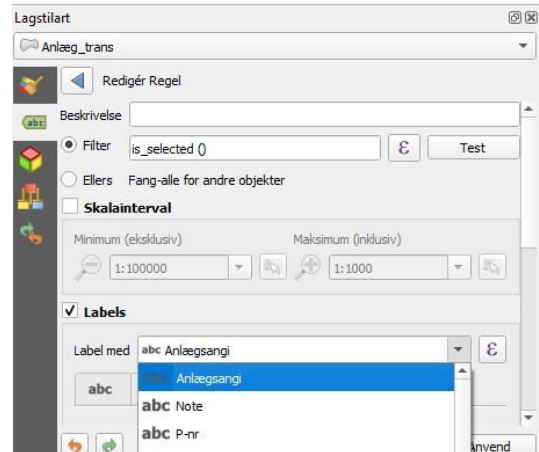 Lagstilart
Anlæg_trans
Redigér Regel
abc
Beskrivelse
Filter is_selected () ε Test
Ellers Fang-alle for andre objekter
Skalainterval
Minimum (eksklusiv) Maksimum (inklusiv)
1:100000 1:1000
Labels
Label med abc Anlægsangi ε
abc Anlægsangi
abc
abc Note
abc P-nr
Anvend